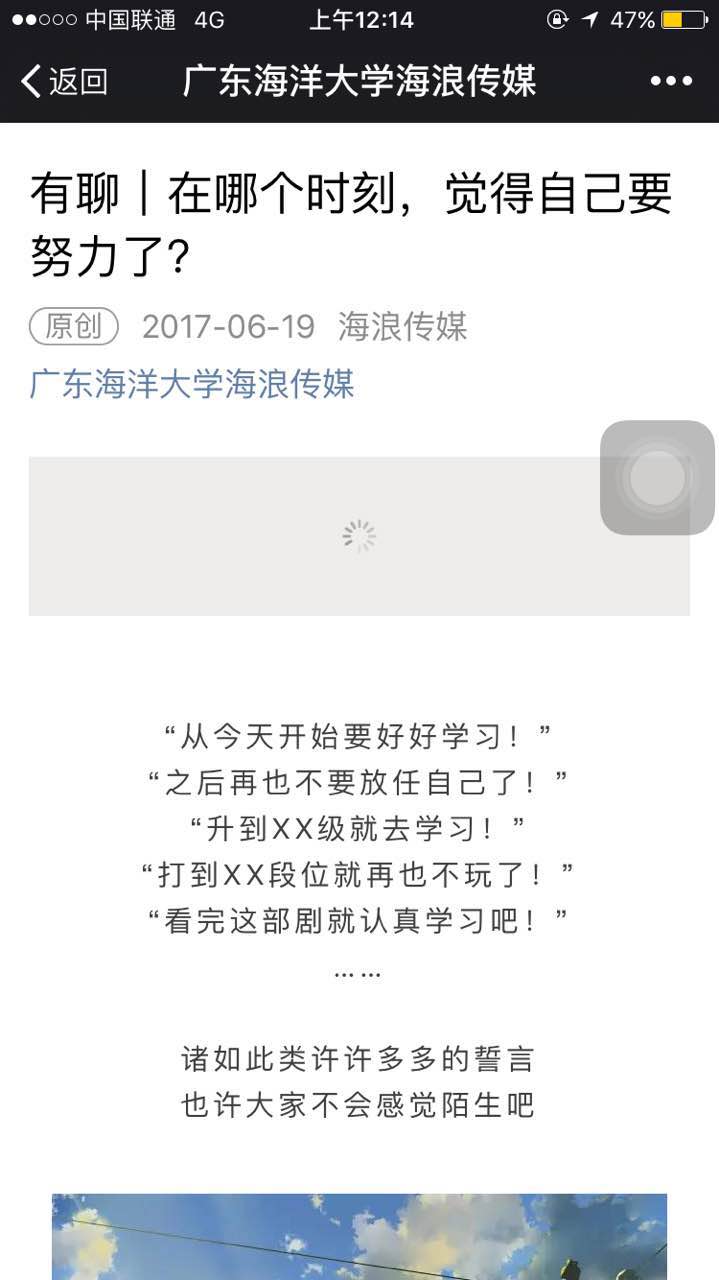 中国联通 4G 上午12:14 47%
返回 广东海洋大学海浪传媒
有聊｜在哪个时刻，觉得自己要
努力了？
原创 2017-06-19 海浪传媒
广东海洋大学海浪传媒
“从今天开始要好好学习！”
“之后再也不要放任自己了！”
“升到XX级就去学习！”
“打到XX段位就再也不玩了！”
“看完这部剧就认真学习吧！”
……
诸如此类许许多多的誓言
也许大家不会感觉陌生吧